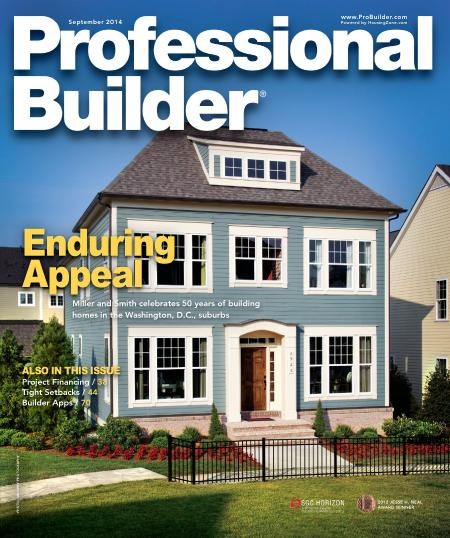 September 2014
www.ProBuilder.com
Powered by HousingZone.com
Professional
Builder®
Enduring
Appeal
Miller and Smith celebrates 50 years of building
homes in the Washington, D.C., suburbs
ALSO IN THIS ISSUE
Project Financing / 38
Tight Setbacks / 44
Builder Apps / 70
SGC HORIZON
2012 JESSE H. NEAL
AWARD WINNER